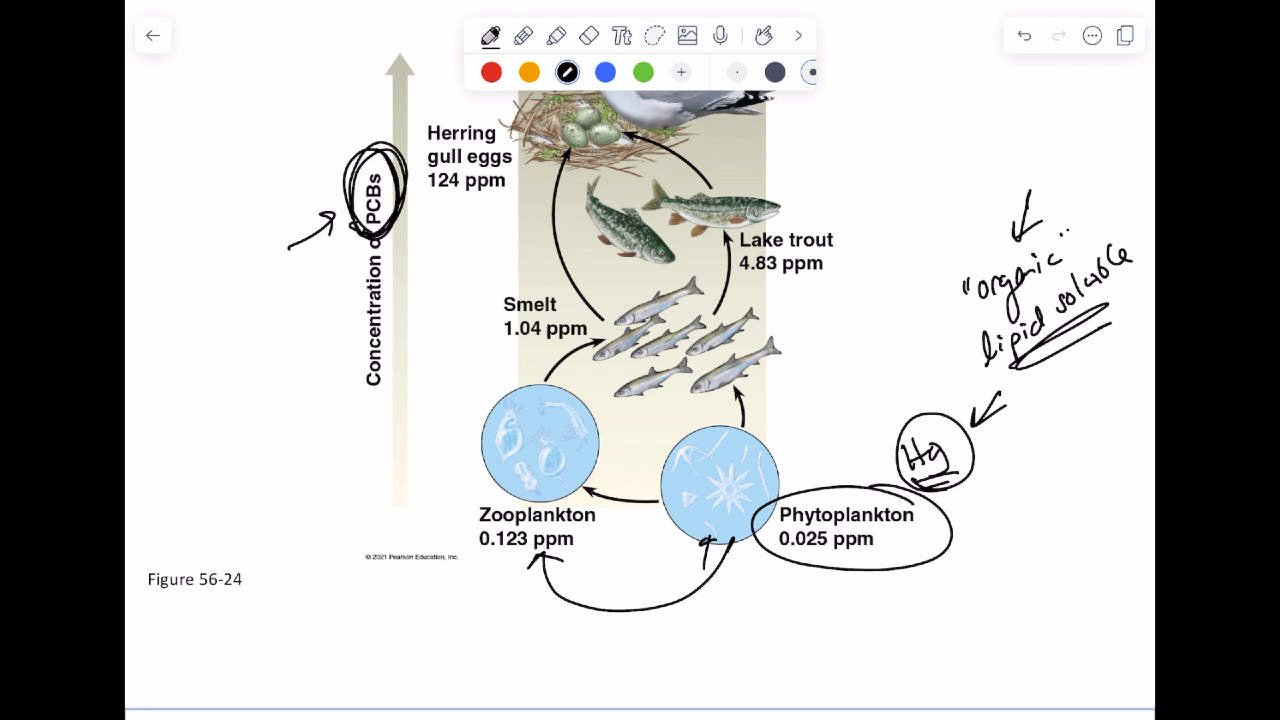 Tt
Herring
gull eggs
124 ppm
Concentration of PCBs
Lake trout
4.83 ppm
"organic"
lipid soluble
Smelt
1.04 ppm
Hg
Zooplankton
0.123 ppm
Phytoplankton
0.025 ppm
© 2021 Pearson Education, Inc.
Figure 56-24